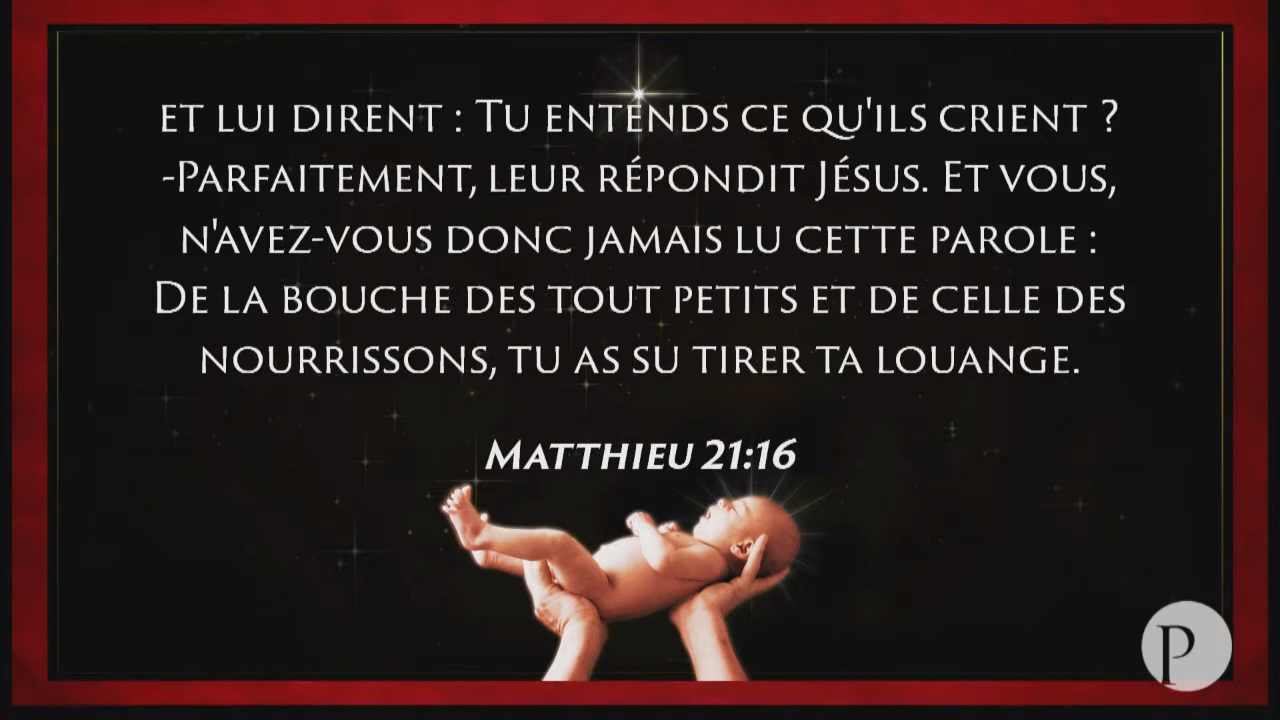 ET LUI DIRENT : TU ENTENDS CE QU'ILS CRIENT ?
-PARFAITEMENT, LEUR RÉPONDIT JÉSUS. ET VOUS,
N'AVEZ-VOUS DONC JAMAIS LU CETTE PAROLE :
DE LA BOUCHE DES TOUT PETITS ET DE CELLE DES
NOURRISSONS, TU AS SU TIRER TA LOUANGE.
MATTHIEU 21:16
P